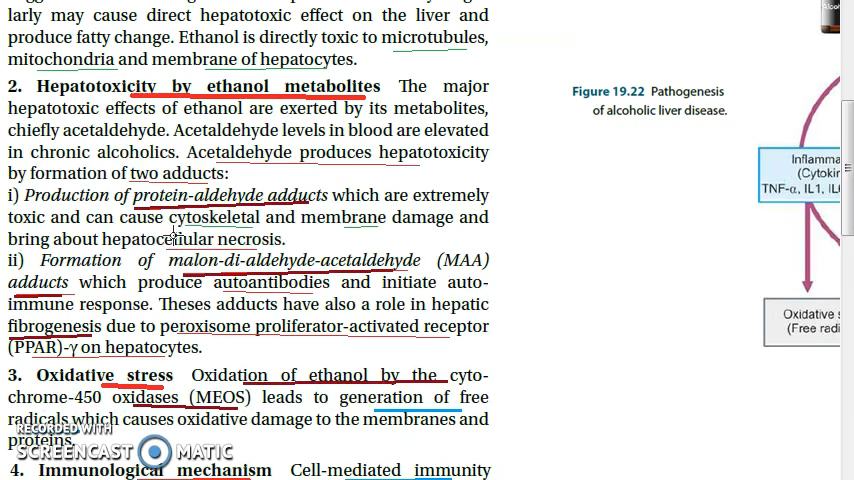 larly may cause direct hepatotoxic effect on the liver and
produce fatty change. Ethanol is directly toxic to microtubules,
mitochondria and membrane of hepatocytes.
2. Hepatotoxicity by ethanol metabolites The major
hepatotoxic effects of ethanol are exerted by its metabolites,
chiefly acetaldehyde. Acetaldehyde levels in blood are elevated
in chronic alcoholics. Acetaldehyde produces hepatotoxicity
by formation of two adducts:
i) Production of protein-aldehyde adducts which are extremely
toxic and can cause cytoskeletal and membrane damage and
bring about hepatocellular necrosis.
ii) Formation of malon-di-aldehyde-acetaldehyde (MAA)
adducts which produce autoantibodies and initiate auto-
immune response. Theses adducts have also a role in hepatic
fibrogenesis due to peroxisome proliferator-activated receptor
(PPAR)-γ on hepatocytes.
3. Oxidative stress Oxidation of ethanol by the cyto-
chrome-450 oxidases (MEOS) leads to generation of free
radicals which causes oxidative damage to the membranes and
proteins.
4. Immunological mechanism Cell-mediated immunity
Figure 19.22 Pathogenesis
of alcoholic liver disease.
Inflamma
(Cytokin
TNF-α, IL1, IL6
Oxidative s
(Free radi
RECORDED WITH
SCREENCAST MATIC